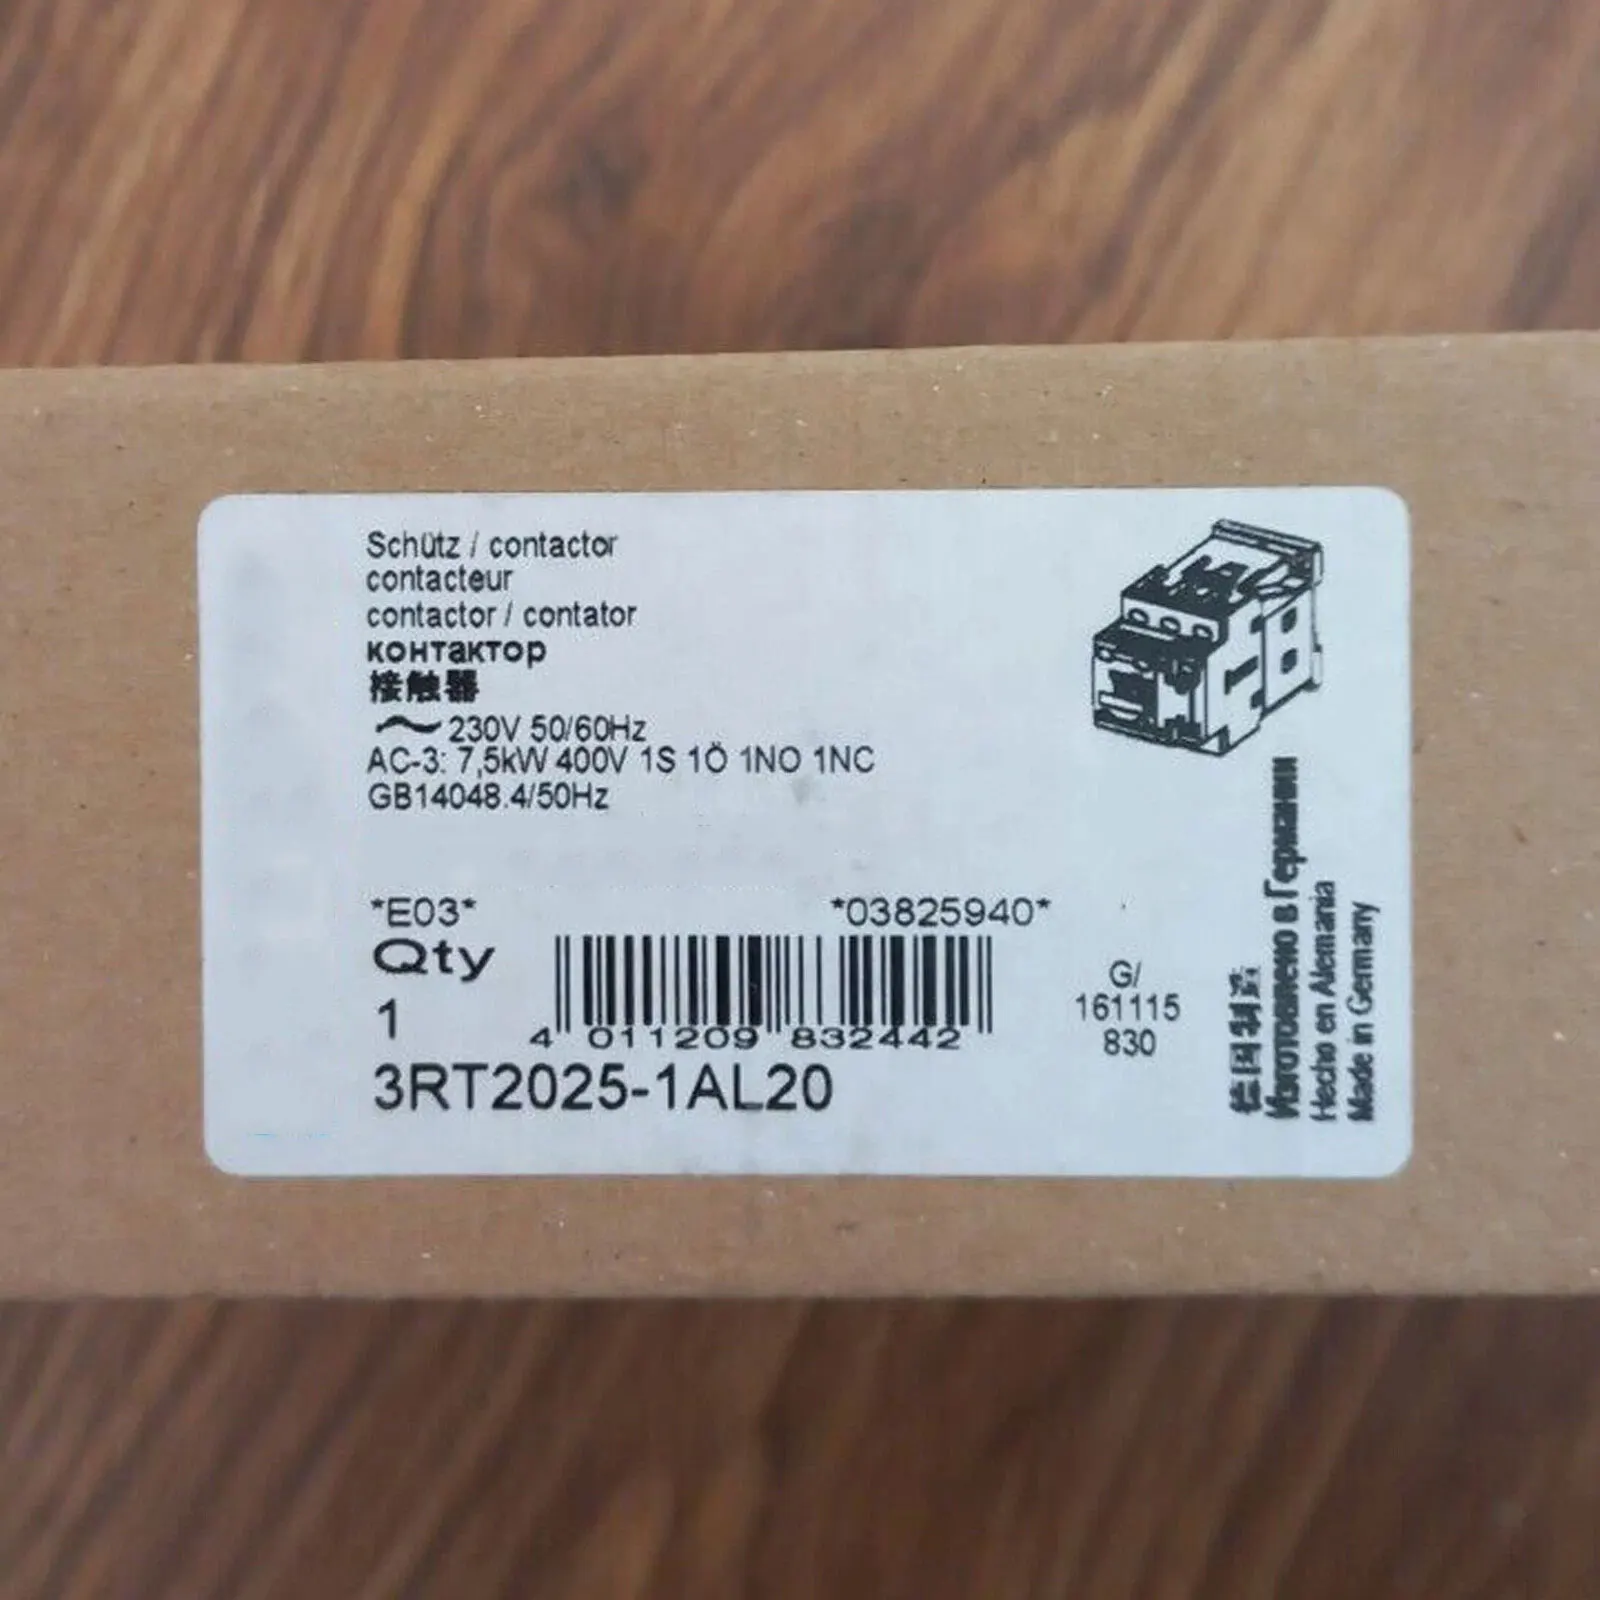 Schütz / contactor
contacteur
contactor / contator
контактор
接触器
230V 50/60Hz
AC-3: 7,5kW 400V 1S 1Ö 1NO 1NC
GB14048.4/50Hz
*E03*
*03825940*
Qty
1
4 011209 832442
G/
161115
830
3RT2025-1AL20
德国制造
Изготовлено в Германии
Hecho en Alemania
Made in Germany